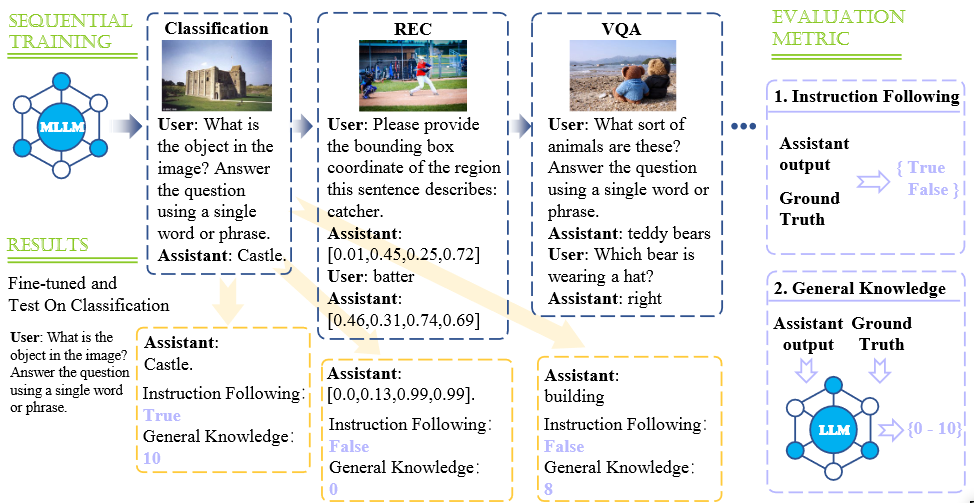 SEQUENTIAL
TRAINING
MLLM
Classification
User: What is
the object in the
image? Answer
the question
using a single
word or phrase.
Assistant: Castle.
REC
User: Please provide
the bounding box
coordinate of the region
this sentence describes:
catcher.
Assistant:
[0.01,0.45,0.25,0.72]
User: batter
Assistant:
[0.46,0.31,0.74,0.69]
VQA
User: What sort of
animals are these?
Answer the question
using a single word or
phrase.
Assistant: teddy bears
User: Which bear is
wearing a hat?
Assistant: right
EVALUATION
METRIC
1. Instruction Following
Assistant
output
Ground
Truth
{ True
False }
2. General Knowledge
Assistant
output
Ground
Truth
LLM
{0 - 10}
RESULTS
Fine-tuned and
Test On Classification
User: What is the
object in the image?
Answer the question
using a single word
or phrase.
Assistant:
Castle.
Instruction Following:
True
General Knowledge:
10
Assistant:
[0.0,0.13,0.99,0.99].
Instruction Following:
False
General Knowledge:
0
Assistant:
building
Instruction Following:
False
General Knowledge:
8